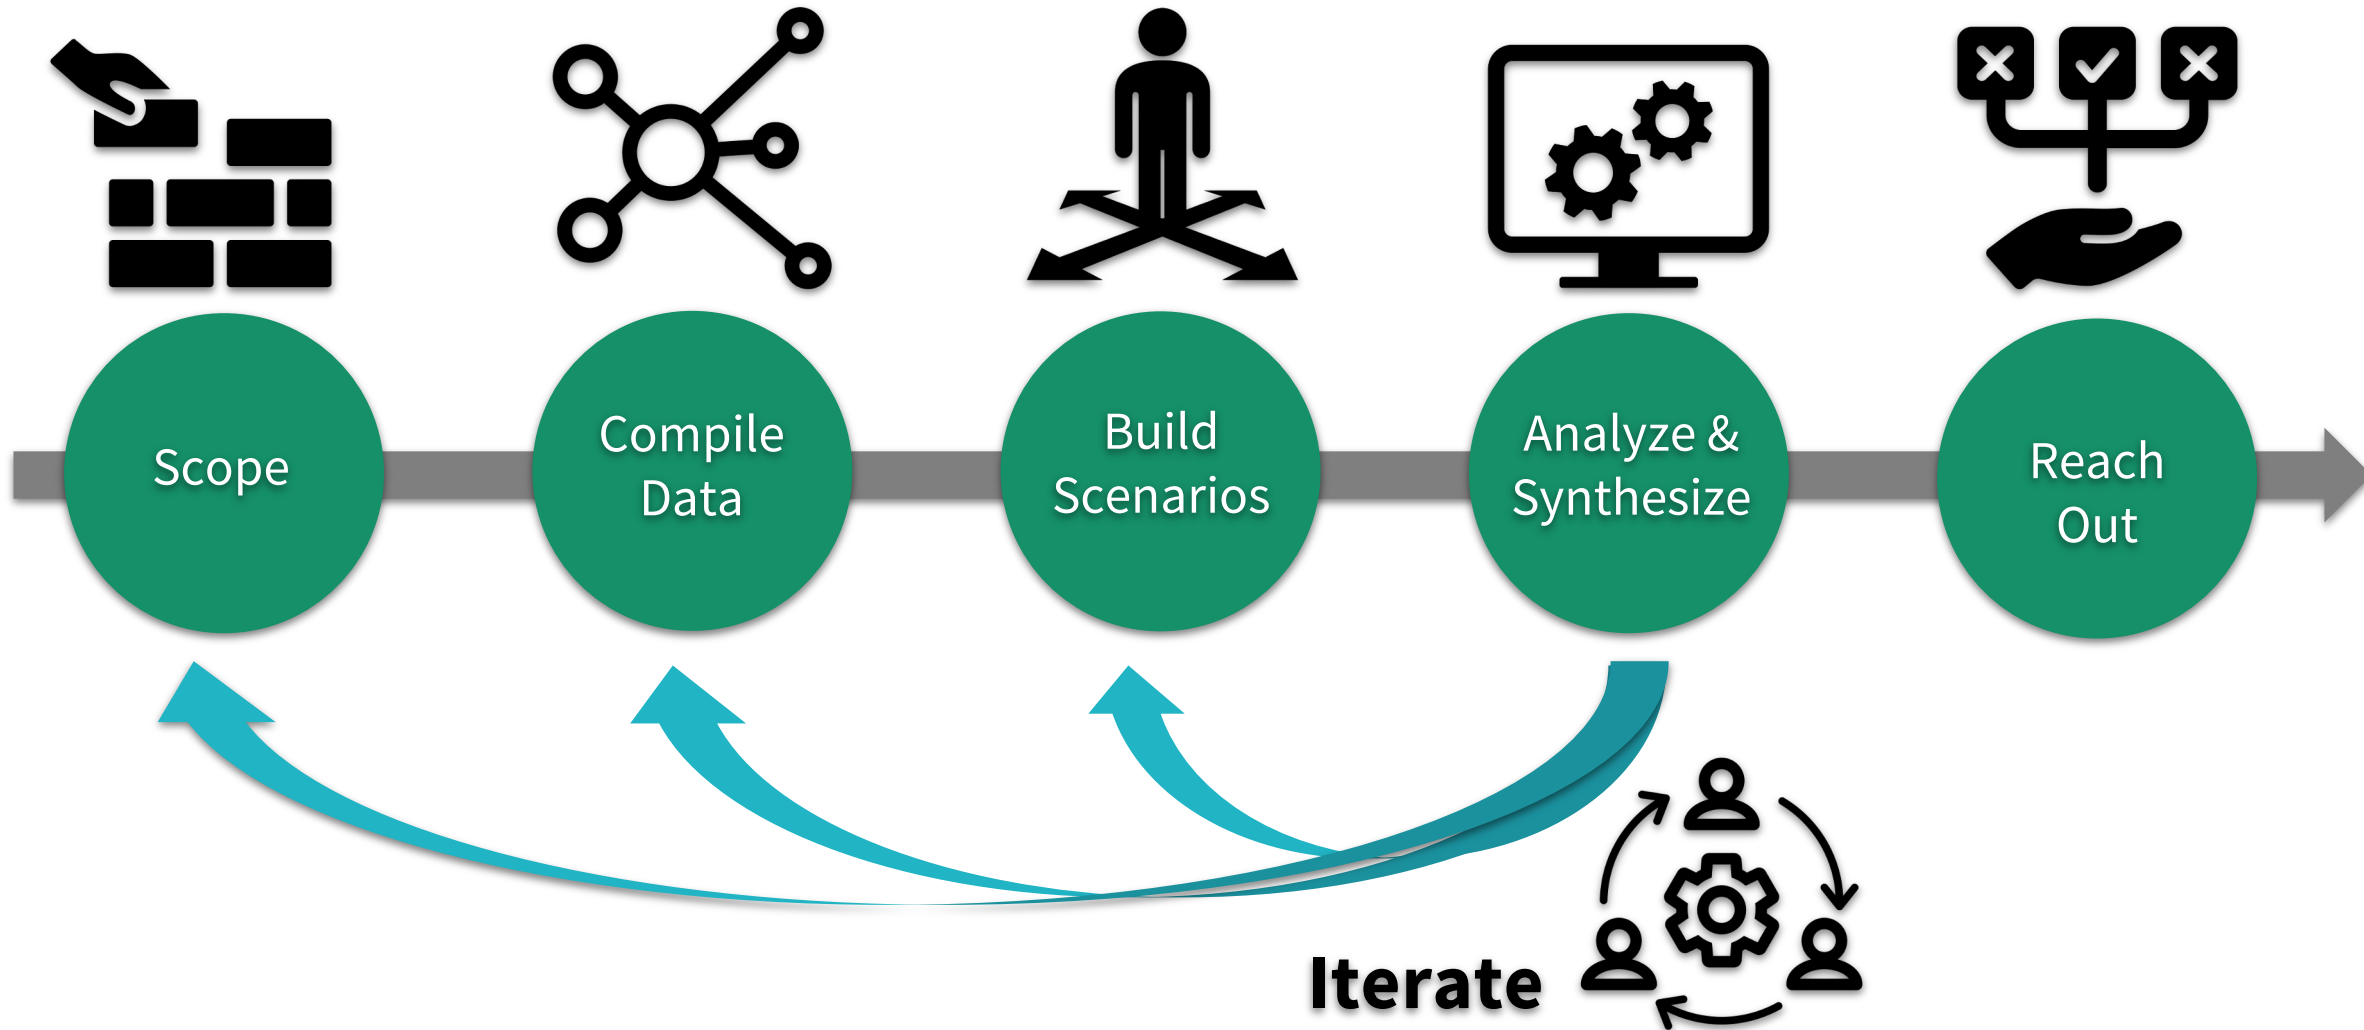 Scope
Compile
Data
Build
Scenarios
Analyze &
Synthesize
Reach
Out
Iterate